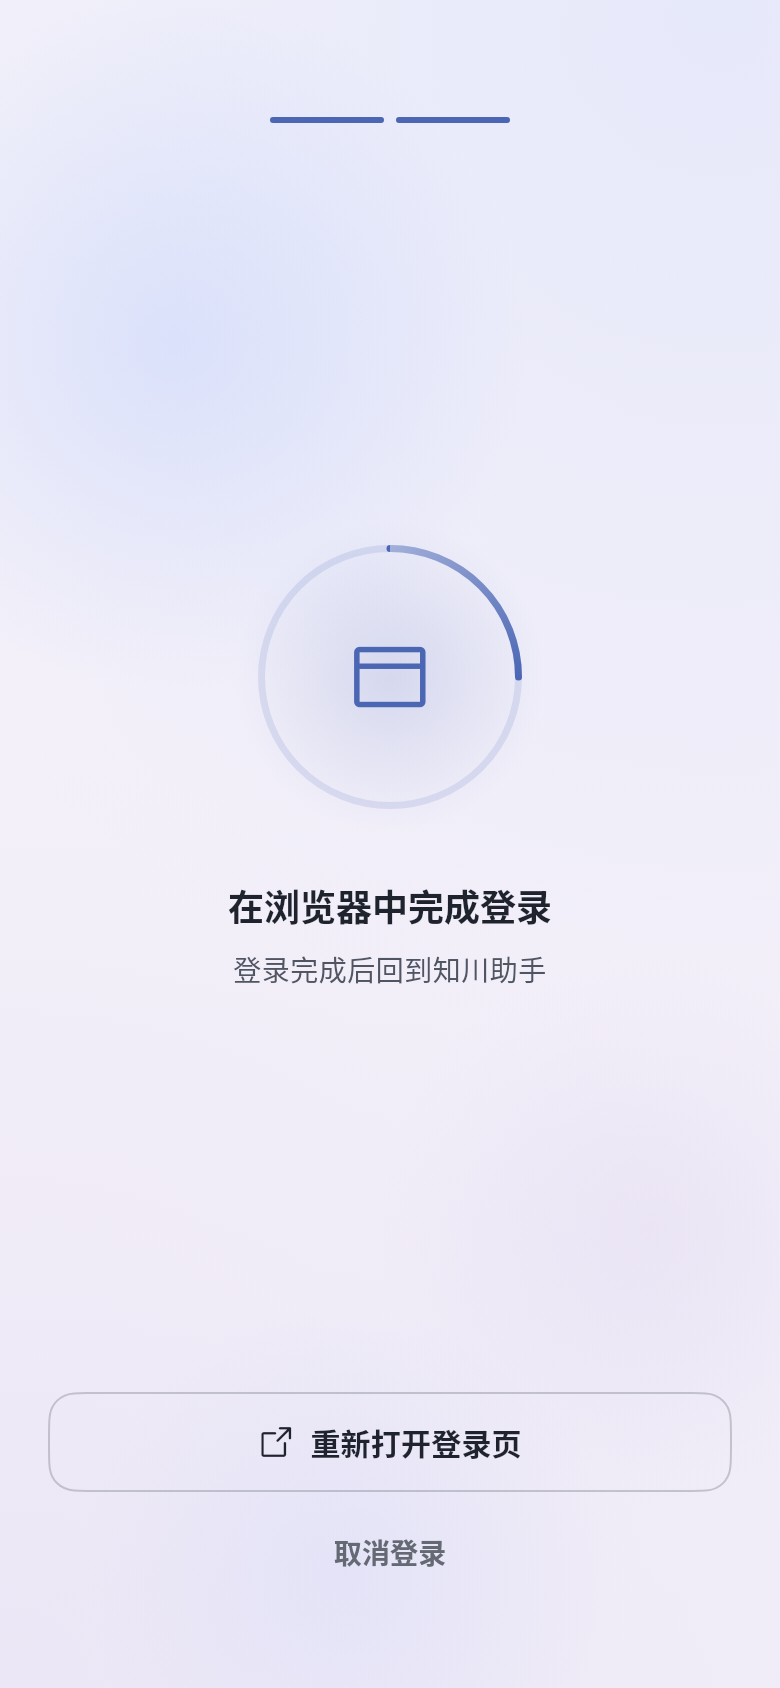 在浏览器中完成登录
登录完成后回到知川助手
重新打开登录页
取消登录